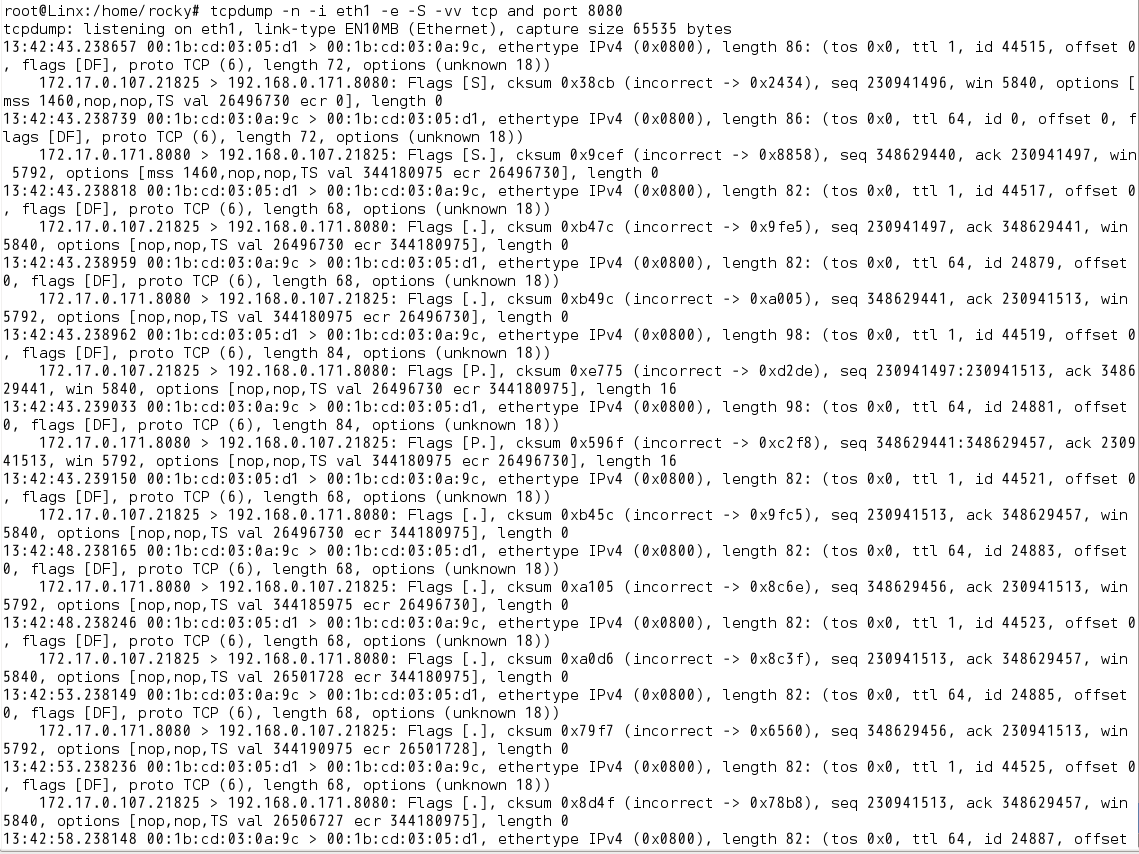 root@Linx:/home/rocky# tcpdump -n -i eth1 -e -S -vv tcp and port 8080
tcpdump: listening on eth1, link-type EN10MB (Ethernet), capture size 65535 bytes
13:42:43.238657 00:1b:cd:03:05:d1 > 00:1b:cd:03:0a:9c, ethertype IPv4 (0x0800), length 86: (tos 0x0, ttl 1, id 44515, offset 0
, flags [DF], proto TCP (6), length 72, options (unknown 18))
    172.17.0.107.21825 > 192.168.0.171.8080: Flags [S], cksum 0x38cb (incorrect -> 0x2434), seq 230941496, win 5840, options [
mss 1460,nop,nop,TS val 26496730 ecr 0], length 0
13:42:43.238739 00:1b:cd:03:0a:9c > 00:1b:cd:03:05:d1, ethertype IPv4 (0x0800), length 86: (tos 0x0, ttl 64, id 0, offset 0, f
lags [DF], proto TCP (6), length 72, options (unknown 18))
    172.17.0.171.8080 > 192.168.0.107.21825: Flags [S.], cksum 0x9cef (incorrect -> 0x8858), seq 348629440, ack 230941497, win
 5792, options [mss 1460,nop,nop,TS val 344180975 ecr 26496730], length 0
13:42:43.238818 00:1b:cd:03:05:d1 > 00:1b:cd:03:0a:9c, ethertype IPv4 (0x0800), length 82: (tos 0x0, ttl 1, id 44517, offset 0
, flags [DF], proto TCP (6), length 68, options (unknown 18))
    172.17.0.107.21825 > 192.168.0.171.8080: Flags [.], cksum 0xb47c (incorrect -> 0x9fe5), seq 230941497, ack 348629441, win
5840, options [nop,nop,TS val 26496730 ecr 344180975], length 0
13:42:43.238959 00:1b:cd:03:0a:9c > 00:1b:cd:03:05:d1, ethertype IPv4 (0x0800), length 82: (tos 0x0, ttl 64, id 24879, offset
0, flags [DF], proto TCP (6), length 68, options (unknown 18))
    172.17.0.171.8080 > 192.168.0.107.21825: Flags [.], cksum 0xb49c (incorrect -> 0xa005), seq 348629441, ack 230941513, win
5792, options [nop,nop,TS val 344180975 ecr 26496730], length 0
13:42:43.238962 00:1b:cd:03:05:d1 > 00:1b:cd:03:0a:9c, ethertype IPv4 (0x0800), length 98: (tos 0x0, ttl 1, id 44519, offset 0
, flags [DF], proto TCP (6), length 84, options (unknown 18))
    172.17.0.107.21825 > 192.168.0.171.8080: Flags [P.], cksum 0xe775 (incorrect -> 0xd2de), seq 230941497:230941513, ack 3486
29441, win 5840, options [nop,nop,TS val 26496730 ecr 344180975], length 16
13:42:43.239033 00:1b:cd:03:0a:9c > 00:1b:cd:03:05:d1, ethertype IPv4 (0x0800), length 98: (tos 0x0, ttl 64, id 24881, offset
0, flags [DF], proto TCP (6), length 84, options (unknown 18))
    172.17.0.171.8080 > 192.168.0.107.21825: Flags [P.], cksum 0x596f (incorrect -> 0xc2f8), seq 348629441:348629457, ack 2309
41513, win 5792, options [nop,nop,TS val 344180975 ecr 26496730], length 16
13:42:43.239150 00:1b:cd:03:05:d1 > 00:1b:cd:03:0a:9c, ethertype IPv4 (0x0800), length 82: (tos 0x0, ttl 1, id 44521, offset 0
, flags [DF], proto TCP (6), length 68, options (unknown 18))
    172.17.0.107.21825 > 192.168.0.171.8080: Flags [.], cksum 0xb45c (incorrect -> 0x9fc5), seq 230941513, ack 348629457, win
5840, options [nop,nop,TS val 26496730 ecr 344180975], length 0
13:42:48.238165 00:1b:cd:03:0a:9c > 00:1b:cd:03:05:d1, ethertype IPv4 (0x0800), length 82: (tos 0x0, ttl 64, id 24883, offset
0, flags [DF], proto TCP (6), length 68, options (unknown 18))
    172.17.0.171.8080 > 192.168.0.107.21825: Flags [.], cksum 0xa105 (incorrect -> 0x8c6e), seq 348629456, ack 230941513, win
5792, options [nop,nop,TS val 344185975 ecr 26496730], length 0
13:42:48.238246 00:1b:cd:03:05:d1 > 00:1b:cd:03:0a:9c, ethertype IPv4 (0x0800), length 82: (tos 0x0, ttl 1, id 44523, offset 0
, flags [DF], proto TCP (6), length 68, options (unknown 18))
    172.17.0.107.21825 > 192.168.0.171.8080: Flags [.], cksum 0xa0d6 (incorrect -> 0x8c3f), seq 230941513, ack 348629457, win
5840, options [nop,nop,TS val 26501728 ecr 344180975], length 0
13:42:53.238149 00:1b:cd:03:0a:9c > 00:1b:cd:03:05:d1, ethertype IPv4 (0x0800), length 82: (tos 0x0, ttl 64, id 24885, offset
0, flags [DF], proto TCP (6), length 68, options (unknown 18))
    172.17.0.171.8080 > 192.168.0.107.21825: Flags [.], cksum 0x79f7 (incorrect -> 0x6560), seq 348629456, ack 230941513, win
5792, options [nop,nop,TS val 344190975 ecr 26501728], length 0
13:42:53.238236 00:1b:cd:03:05:d1 > 00:1b:cd:03:0a:9c, ethertype IPv4 (0x0800), length 82: (tos 0x0, ttl 1, id 44525, offset 0
, flags [DF], proto TCP (6), length 68, options (unknown 18))
    172.17.0.107.21825 > 192.168.0.171.8080: Flags [.], cksum 0x8d4f (incorrect -> 0x78b8), seq 230941513, ack 348629457, win
5840, options [nop,nop,TS val 26506727 ecr 344180975], length 0
13:42:58.238148 00:1b:cd:03:0a:9c > 00:1b:cd:03:05:d1, ethertype IPv4 (0x0800), length 82: (tos 0x0, ttl 64, id 24887, offset